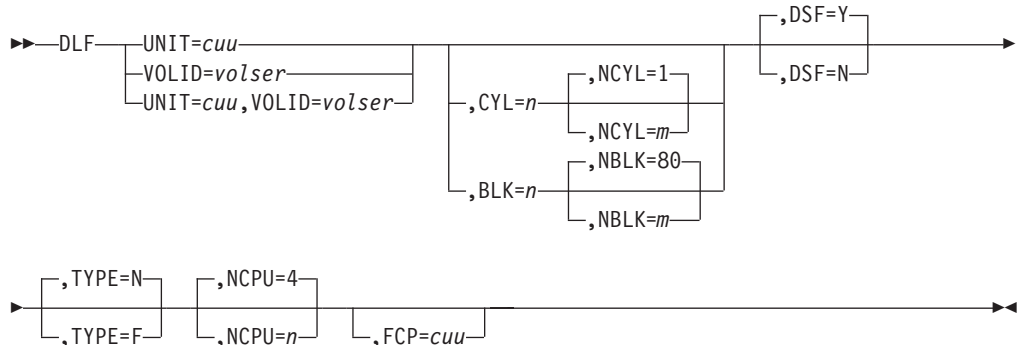 ,DSF=Y
DLF UNIT=cuu
VOLID=volser ,NCYL=1 ,DSF=N
UNIT=cuu,VOLID=volser ,CYL=n
,NCYL=m
,NBLK=80
,BLK=n
,NBLK=m
,TYPE=N ,NCPU=4
,TYPE=F ,NCPU=n ,FCP=cuu